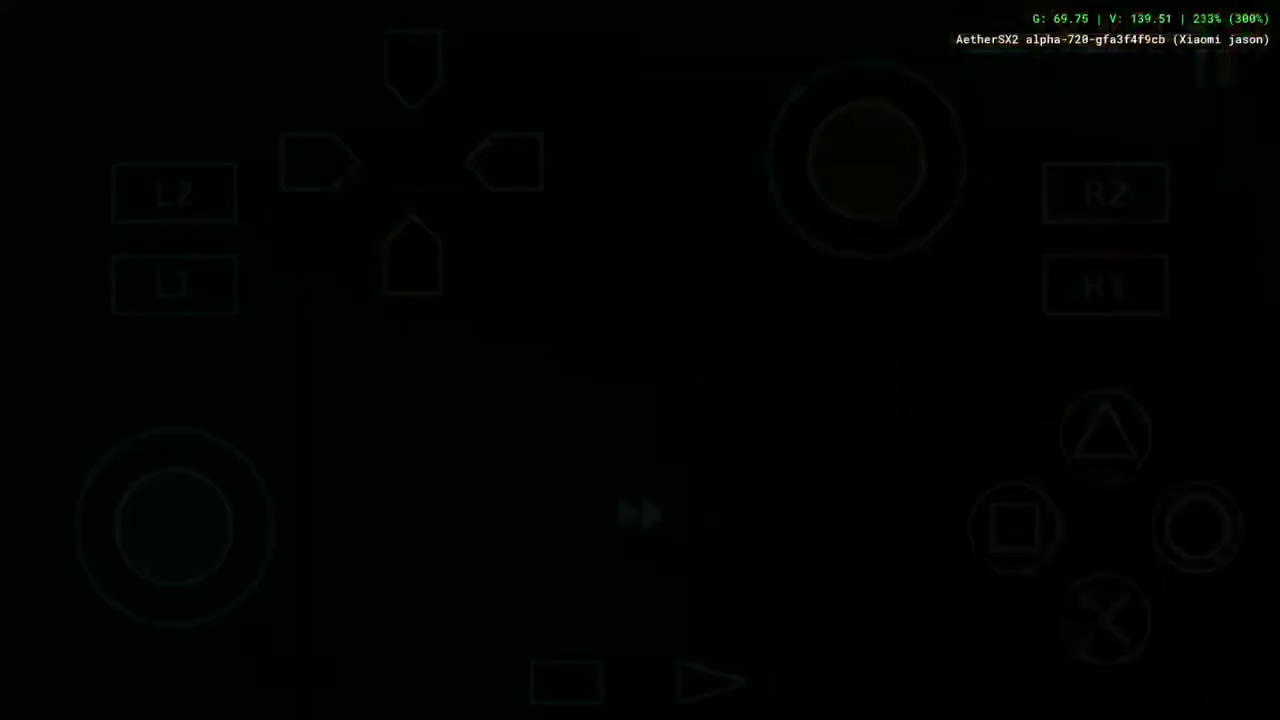 G: 69.75 | V: 139.51 | 233% (300%)
AetherSX2 alpha-720-gfa3f4f9cb (Xiaomi jason)
L2
R2
L1
R1